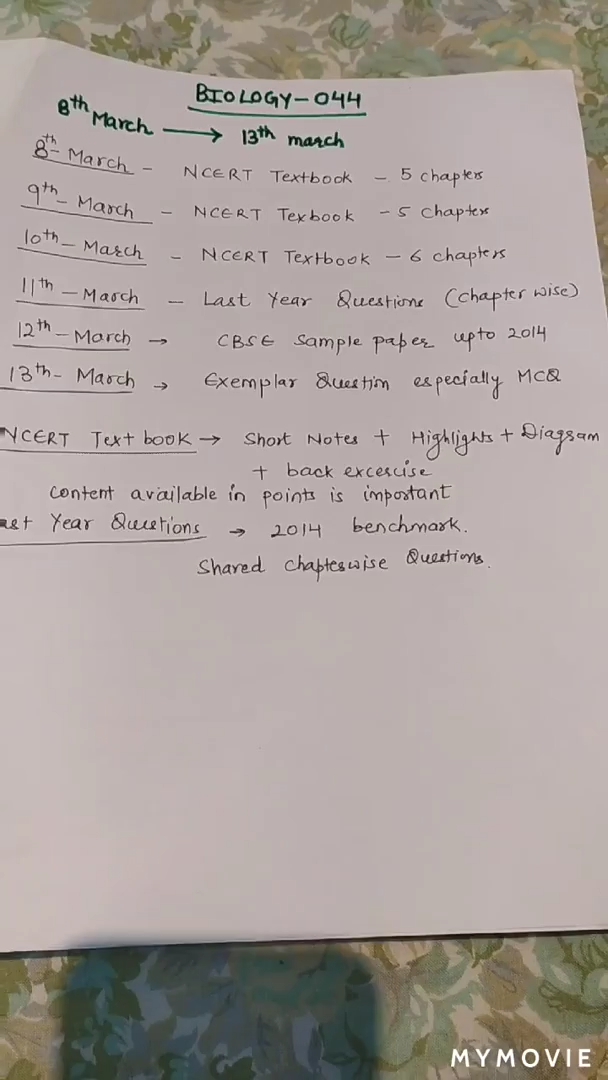 BIOLOGY-044
8th March → 13th march
8th March - NCERT Textbook - 5 chapters
9th- March - NCERT Texbook - 5 chapters
10th - March - NCERT Textbook - 6 chapters
11th - March - Last Year Questions (chapter wise)
12th - March → CBSE Sample paper upto 2014
13th- March → Exemplar Question especially MCQ
NCERT Text book → Short Notes + Highlights + Diagram
+ back excercise
content available in points is important
Year Questions → 2014 benchmark.
Shared chapterwise Questions.
MYMOVIE